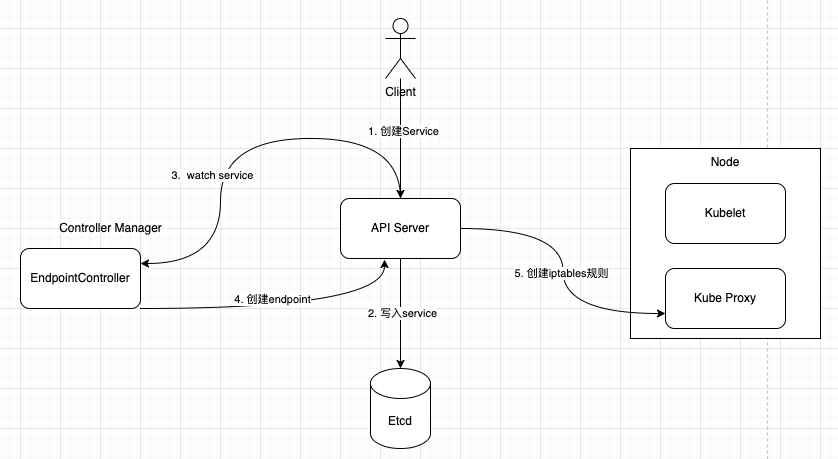 Client
1. 创建Service
3. watch service
Node
Kubelet
Controller Manager
API Server
EndpointController
5. 创建iptables规则
4. 创建endpoint
Kube Proxy
2. 写入service
Etcd